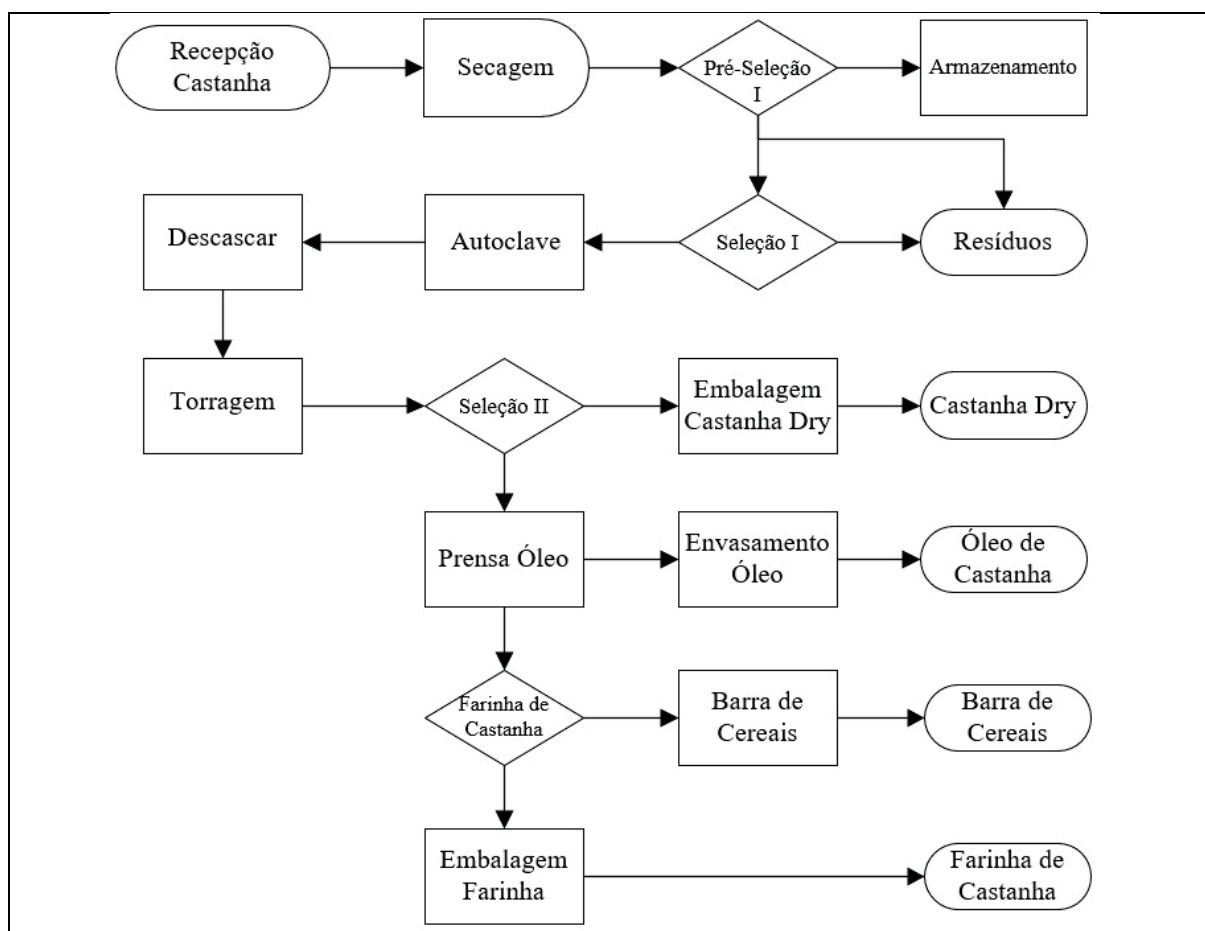 Recepção
Castanha
Secagem
Pré-Seleção
I
Armazenamento
Descascar
Autoclave
Seleção I
Resíduos
Torragem
Seleção II
Embalagem
Castanha Dry
Castanha Dry
Prensa Óleo
Envasamento
Óleo
Óleo de
Castanha
Farinha de
Castanha
Barra de
Cereais
Barra de
Cereais
Embalagem
Farinha
Farinha de
Castanha